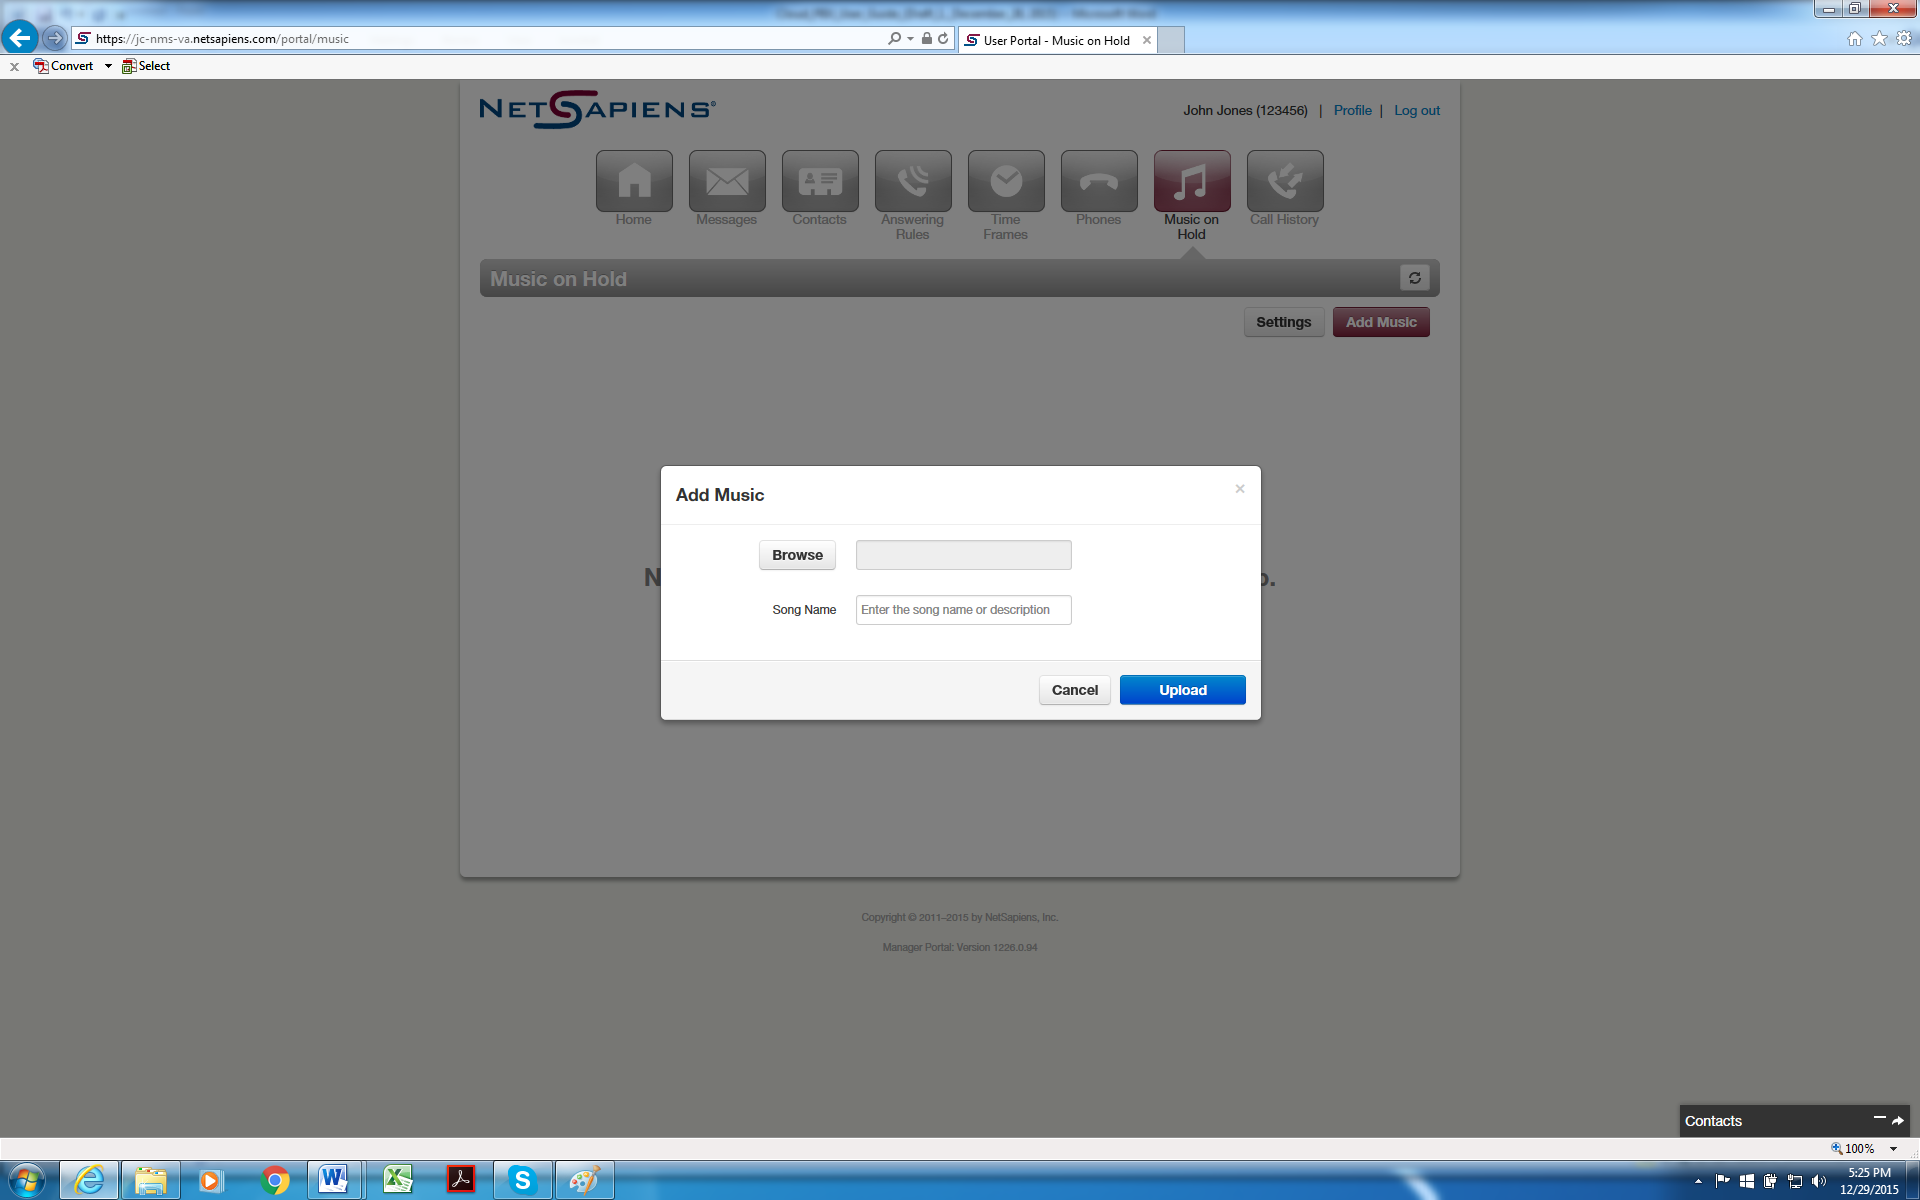 https://jc-nms-va.netsapiens.com/portal/music
User Portal - Music on Hold
x Convert Select
NETSAPIENS®
John Jones (123456) | Profile | Log out
Home
Messages
Contacts
Answering
Rules
Time
Frames
Phones
Music on
Hold
Call History
Music on Hold
Settings
Add Music
Add Music ×
Browse
Song Name
Enter the song name or description
Cancel
Upload
Copyright © 2011–2015 by NetSapiens, Inc.
Manager Portal: Version 1226.0.94
Contacts
100%
5:25 PM
12/29/2015